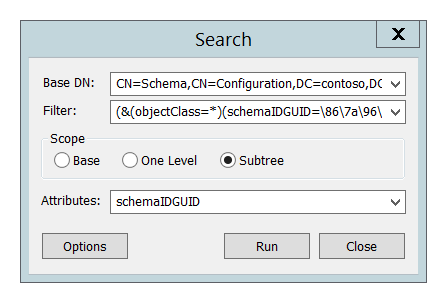 Search
X
Base DN: CN=Schema,CN=Configuration,DC=contoso,DC
Filter: (&(objectClass=*)(schemaIDGUID=\86\7a\96\
Scope
Base One Level Subtree
Attributes: schemaIDGUID
Options Run Close